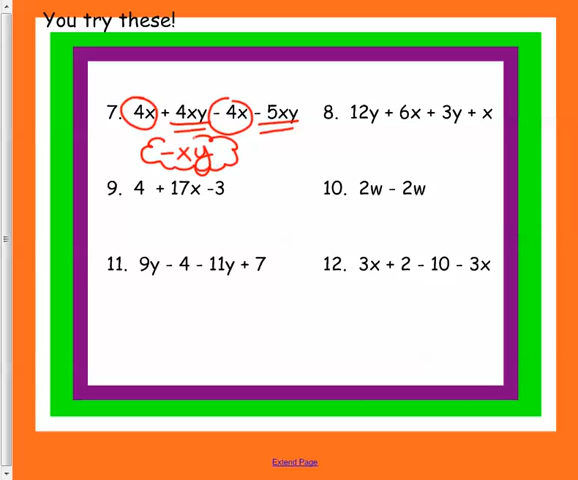 You try these!
7. 4x + 4xy - 4x - 5xy
8. 12y + 6x + 3y + x
-xy
9. 4 + 17x -3
10. 2w - 2w
11. 9y - 4 - 11y + 7
12. 3x + 2 - 10 - 3x
Extend Page